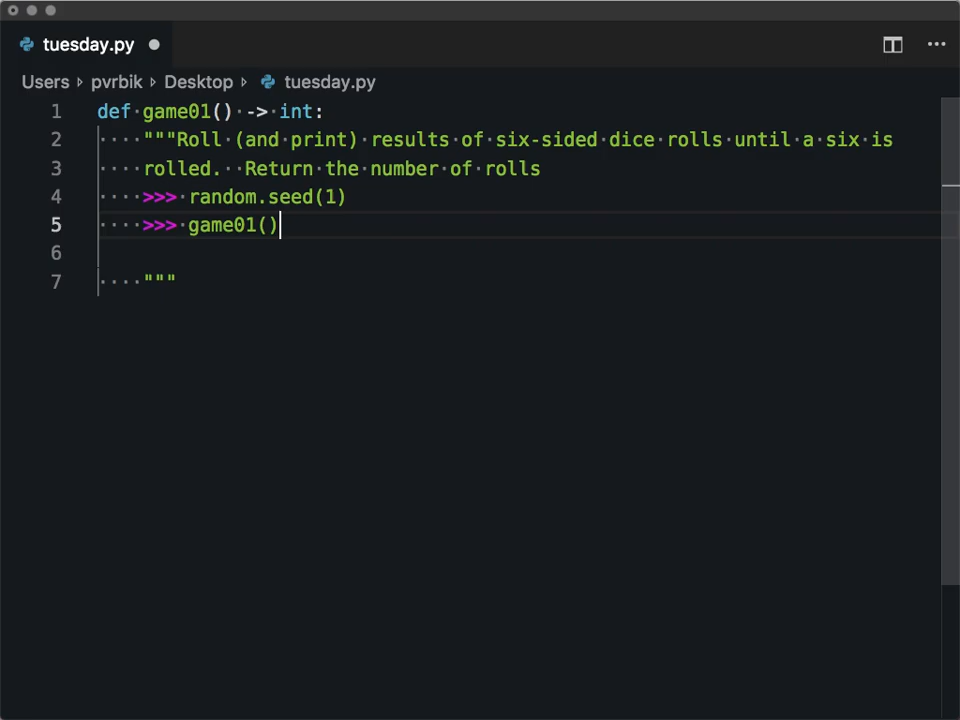 tuesday.py
Users Desktop pvrbik tuesday.py
1 def game01() -> int:
2 """Roll (and print) results of six-sided dice rolls until a six is
3 rolled. Return the number of rolls
4 >>> random.seed(1)
5 >>> game01()
6
7 """